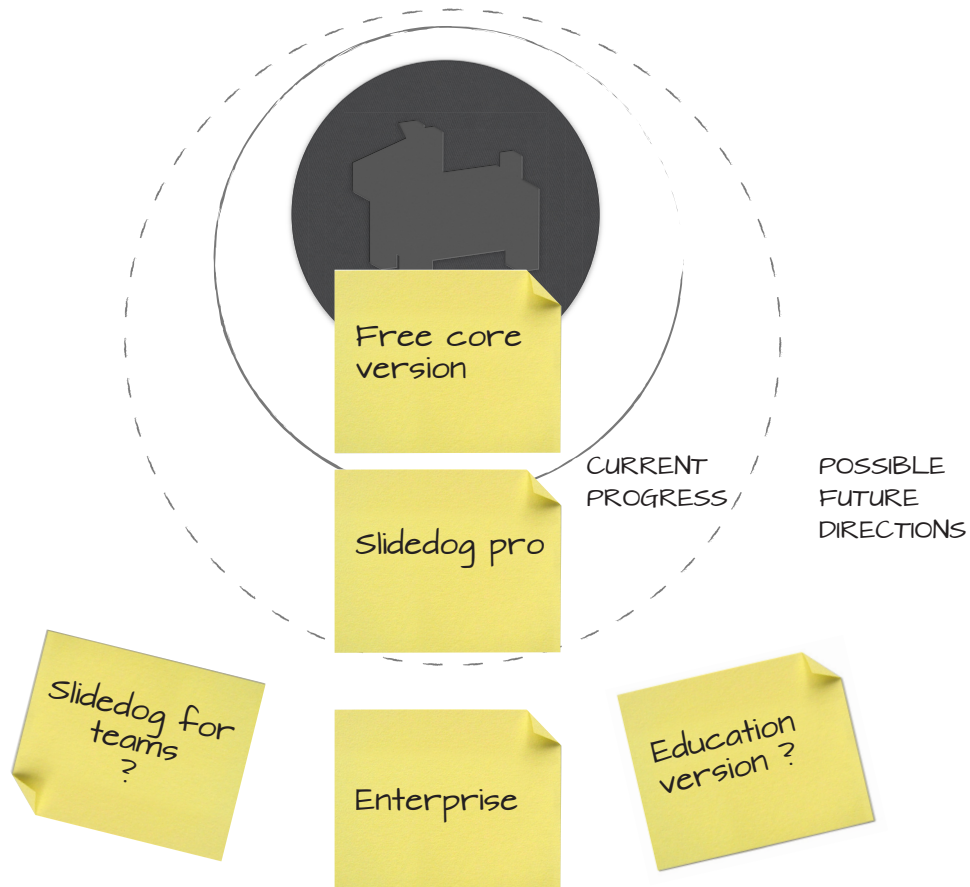 Free core
version
CURRENT
PROGRESS
POSSIBLE
FUTURE
DIRECTIONS
Slidedog pro
Slidedog for
teams
?
Enterprise
Education
version ?